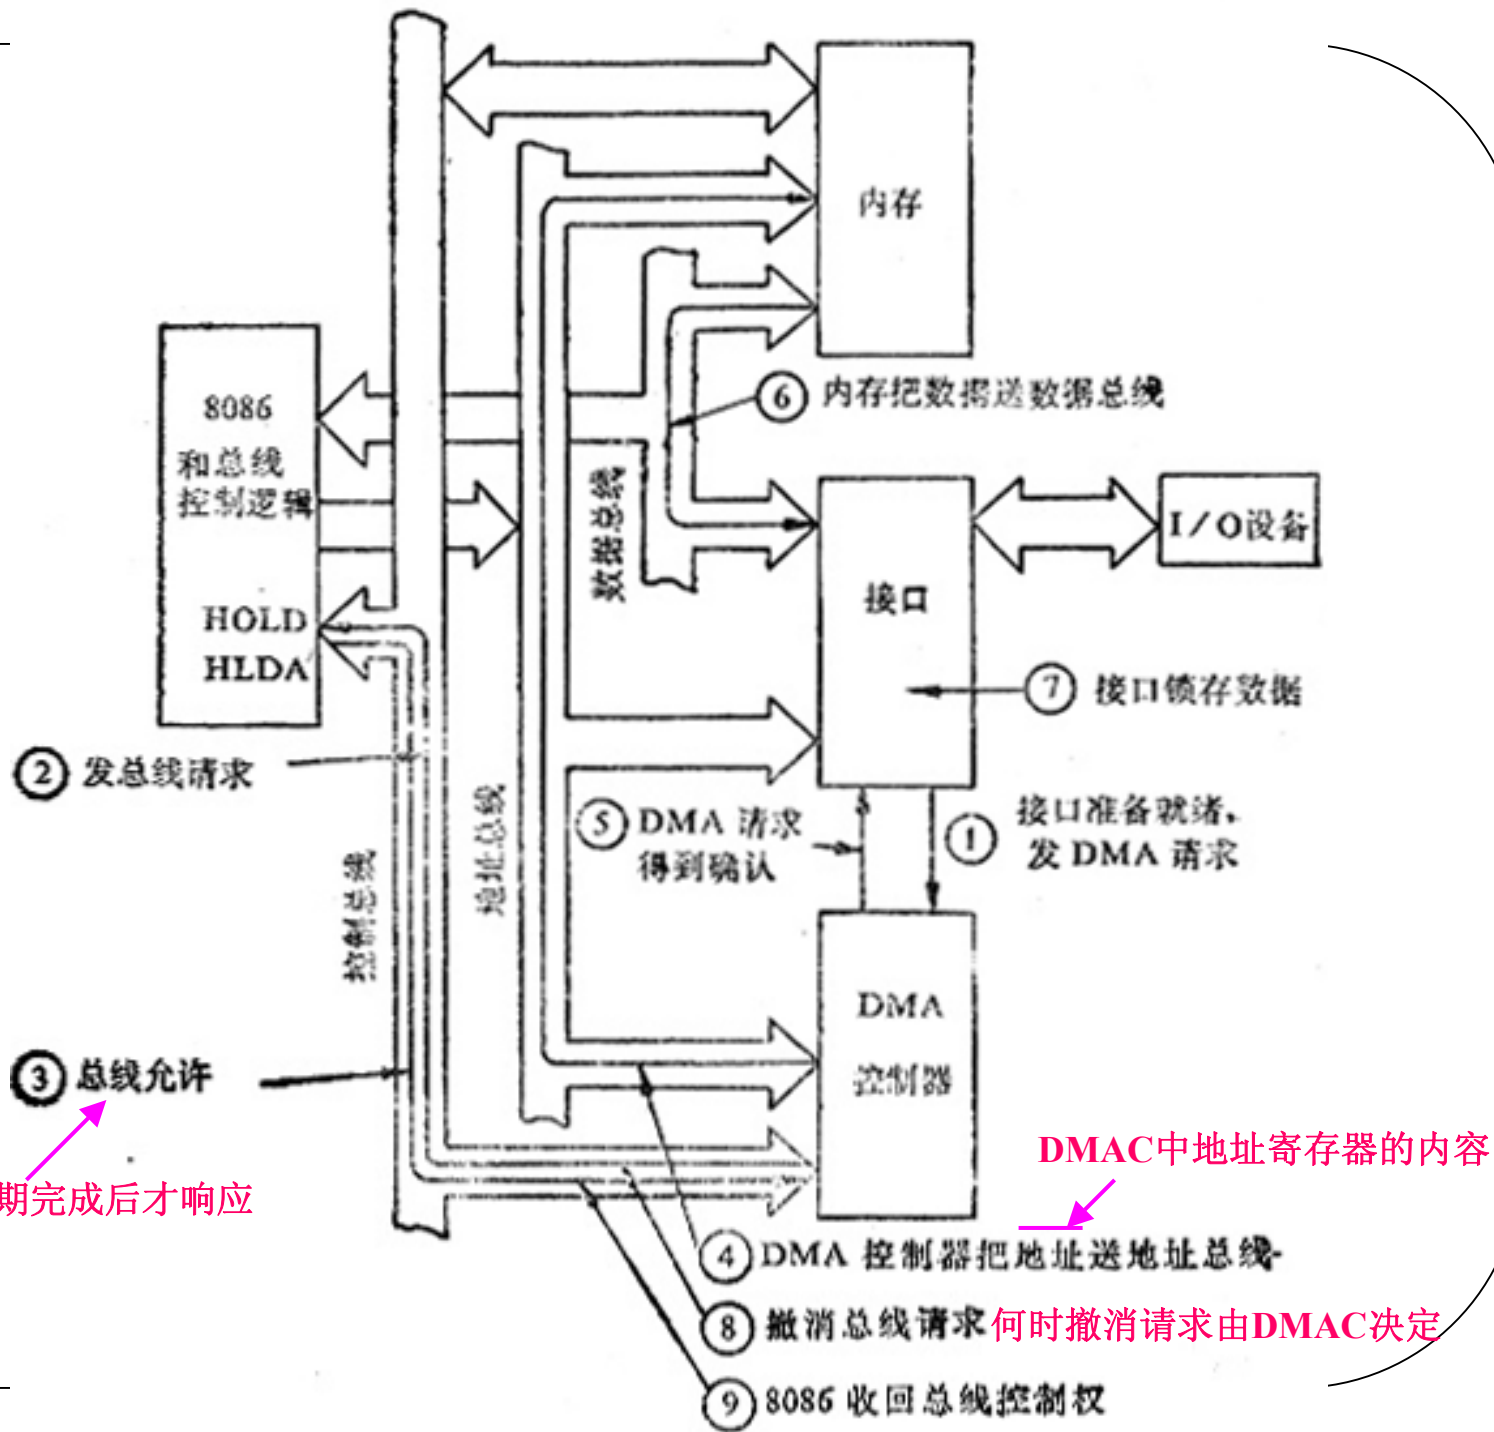 内存
⑥ 内存把数据送数据总线
8086
和总线
控制逻辑
HOLD
HLDA
数据总线
接口
I/O设备
⑦ 接口锁存数据
② 发总线请求
控制总线
地址总线
⑤ DMA 请求
得到确认
① 接口准备就绪,
发 DMA 请求
DMA
控制器
③ 总线允许
期完成后才响应
DMAC中地址寄存器的内容
④ DMA 控制器把地址送地址总线
⑧ 撤消总线请求 何时撤消请求由DMAC决定
⑨ 8086 收回总线控制权